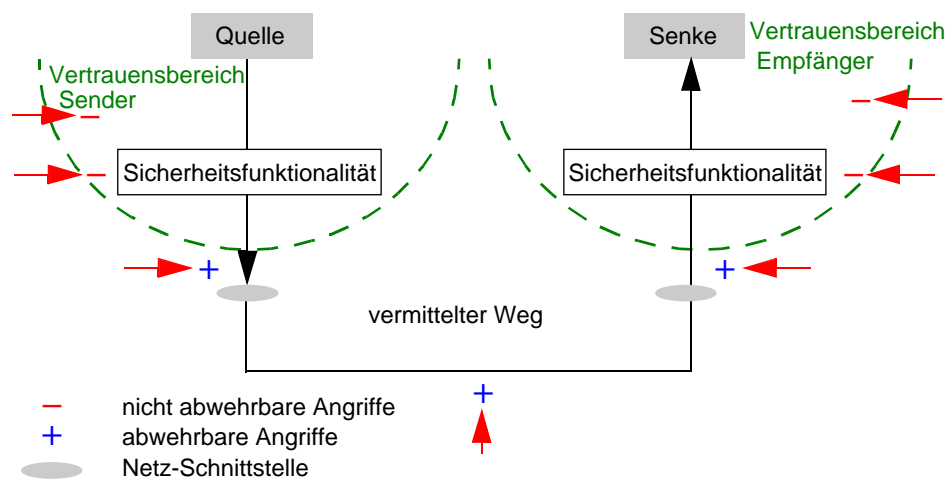 Quelle
Senke
Vertrauensbereich
Empfänger
Vertrauensbereich
Sender
−
−
−
−
Sicherheitsfunktionalität
Sicherheitsfunktionalität
+
+
vermittelter Weg
+
− nicht abwehrbare Angriffe
+ abwehrbare Angriffe
Netz-Schnittstelle